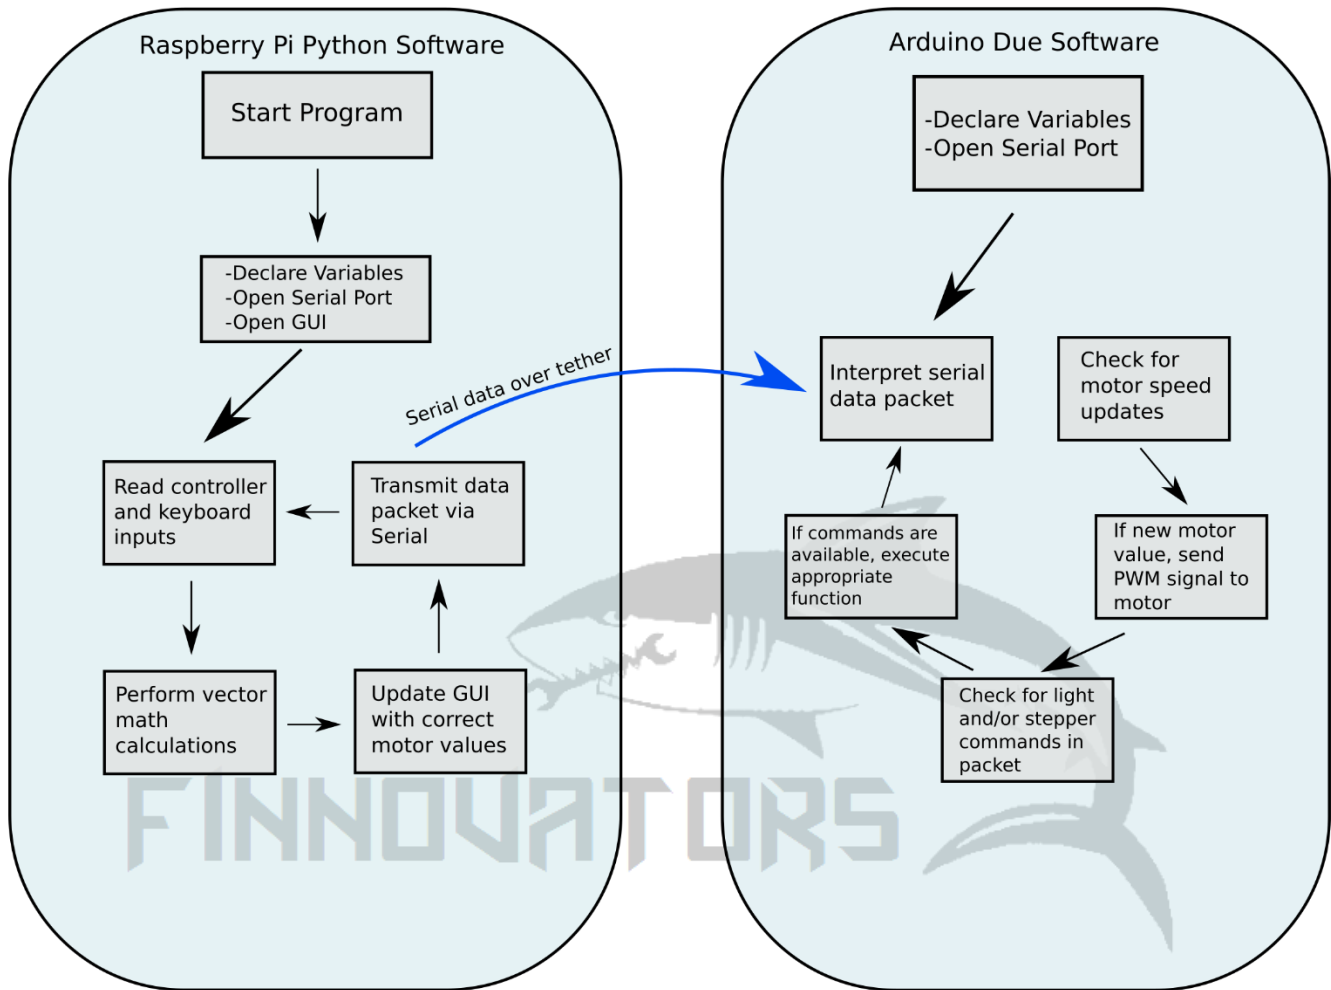 Raspberry Pi Python Software
Start Program
-Declare Variables
-Open Serial Port
-Open GUI
Serial data over tether
Read controller
and keyboard
inputs
Transmit data
packet via
Serial
Perform vector
math
calculations
Update GUI
with correct
motor values
Arduino Due Software
-Declare Variables
-Open Serial Port
Interpret serial
data packet
Check for
motor speed
updates
If commands are
available, execute
appropriate
function
If new motor
value, send
PWM signal to
motor
Check for light
and/or stepper
commands in
packet
FINNOVATORS